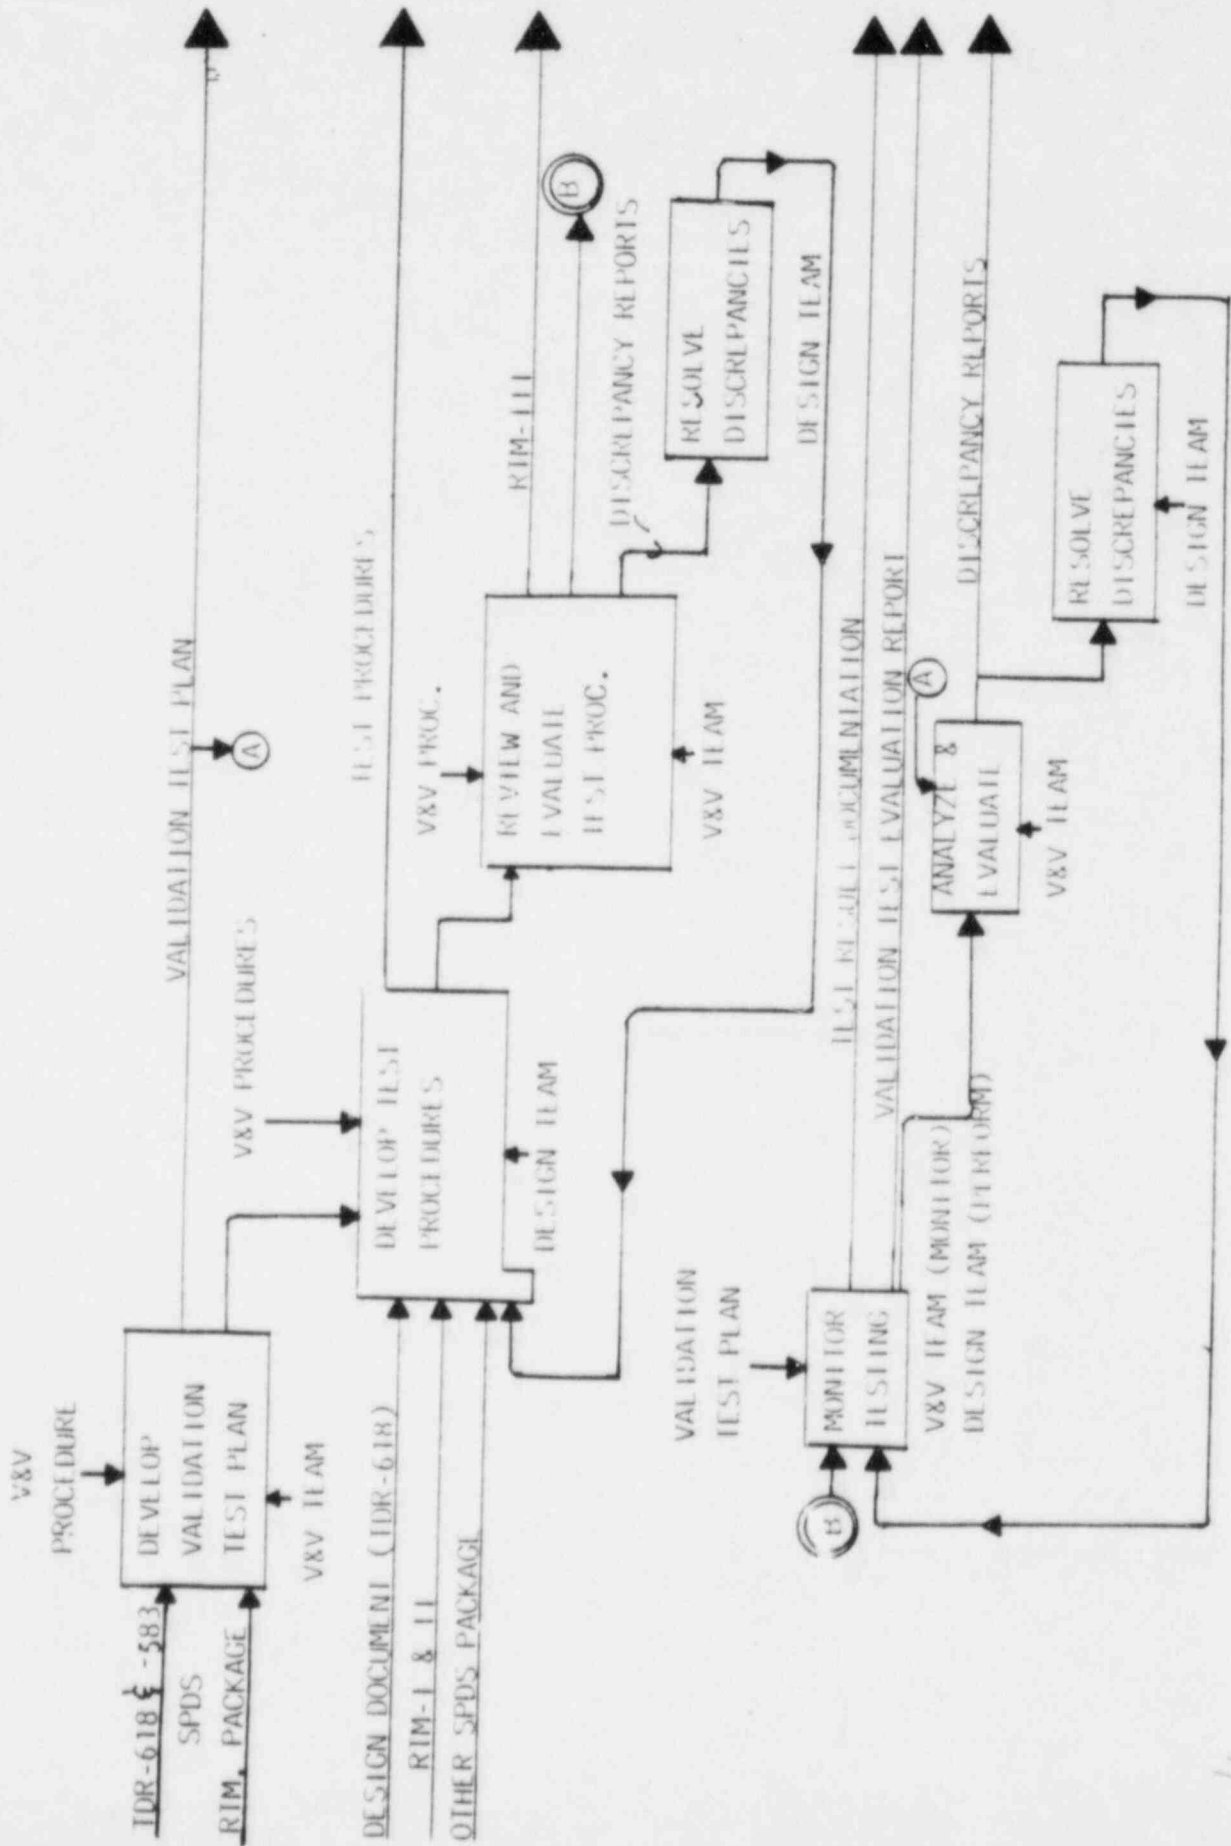 V&V
PROCEDURE
TDR-618 & -583
SPDS
RIM. PACKAGE
DEVELOP
VALIDATION
TEST PLAN
V&V TEAM
VALIDATION TEST PLAN
A
V&V PROCEDURES
DESIGN DOCUMENT (TDR-618)
RIM-I & II
OTHER SPDS PACKAGE
DEVELOP TEST
PROCEDURES
DESIGN TEAM
TEST PROCEDURES
V&V PROC.
REVIEW AND
EVALUATE
TEST PROC.
V&V TEAM
RIM-III
B
DISCREPANCY REPORTS
RESOLVE
DISCREPANCIES
DESIGN TEAM
VALIDATION
TEST PLAN
B
MONITOR
TESTING
V&V TEAM (MONITOR)
DESIGN TEAM (PERFORM)
TEST RESULT DOCUMENTATION
VALIDATION TEST EVALUATION REPORT
A
ANALYZE &
EVALUATE
V&V TEAM
DISCREPANCY REPORTS
RESOLVE
DISCREPANCIES
DESIGN TEAM